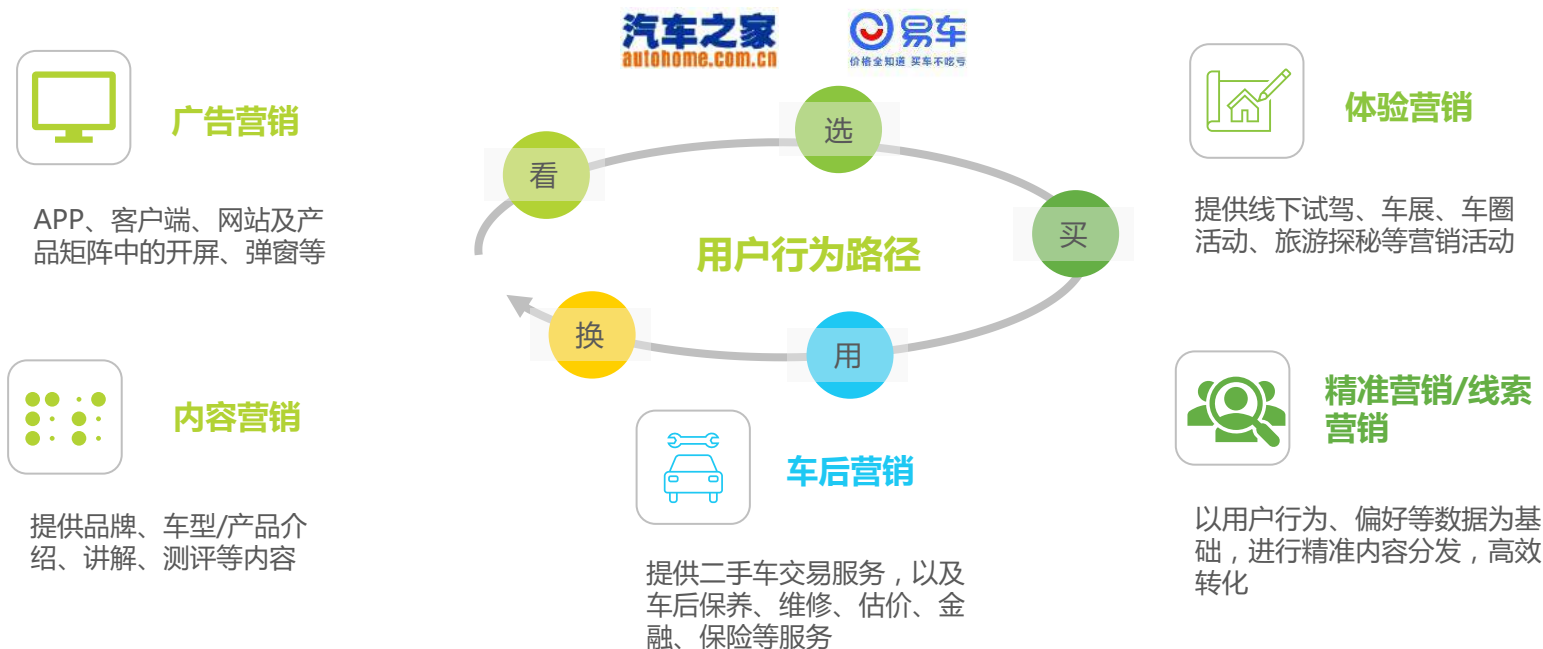 汽车之家
autohome.com.cn
易车
价格全知道 买车不吃亏
广告营销
APP、客户端、网站及产
品矩阵中的开屏、弹窗等
内容营销
提供品牌、车型/产品介
绍、讲解、测评等内容
看
选
买
用
换
用户行为路径
车后营销
提供二手车交易服务，以及
车后保养、维修、估价、金
融、保险等服务
体验营销
提供线下试驾、车展、车圈
活动、旅游探秘等营销活动
精准营销/线索
营销
以用户行为、偏好等数据为基
础，进行精准内容分发，高效
转化